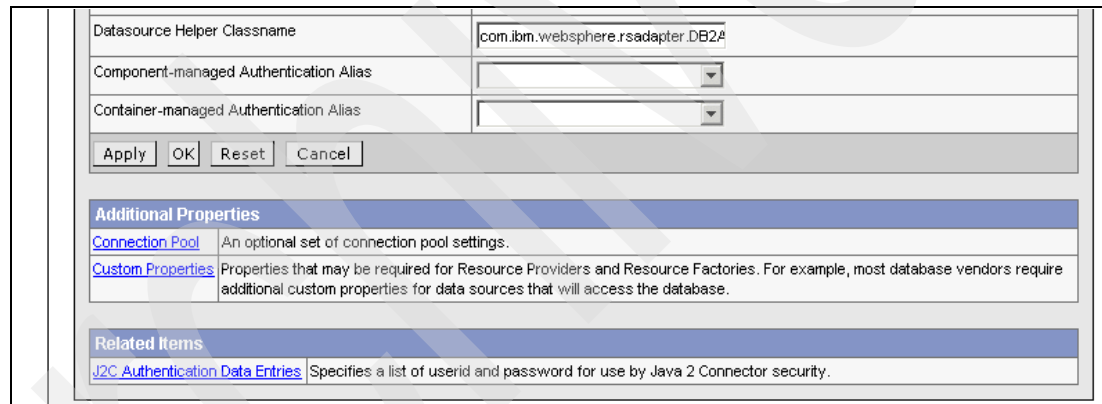 Datasource Helper Classname com.ibm.websphere.rsadapter.DB2A
Component-managed Authentication Alias
Container-managed Authentication Alias
Apply OK Reset Cancel
Additional Properties
Connection Pool An optional set of connection pool settings.
Custom Properties Properties that may be required for Resource Providers and Resource Factories. For example, most database vendors require
additional custom properties for data sources that will access the database.
Related Items
J2C Authentication Data Entries Specifies a list of userid and password for use by Java 2 Connector security.